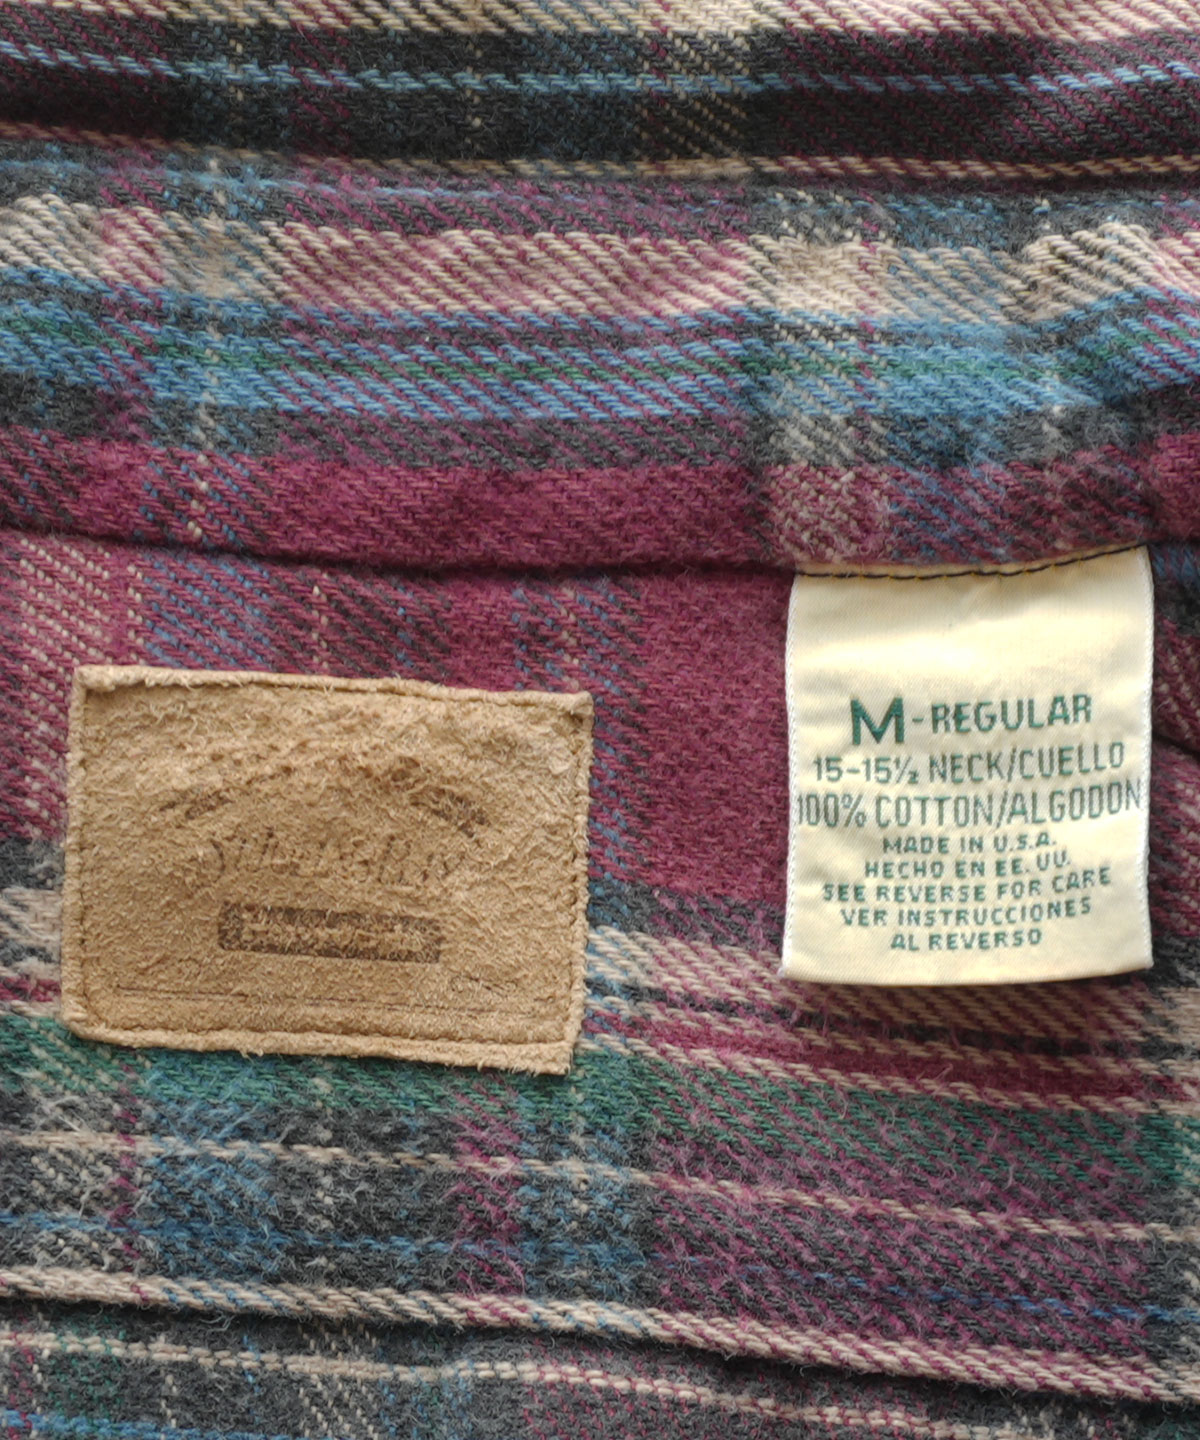 M-REGULAR
15-15½ NECK/CUELLO
100% COTTON/ALGODON
MADE IN U.S.A.
HECHO EN EE.UU.
SEE REVERSE FOR CARE
VER INSTRUCCIONES
AL REVERSO